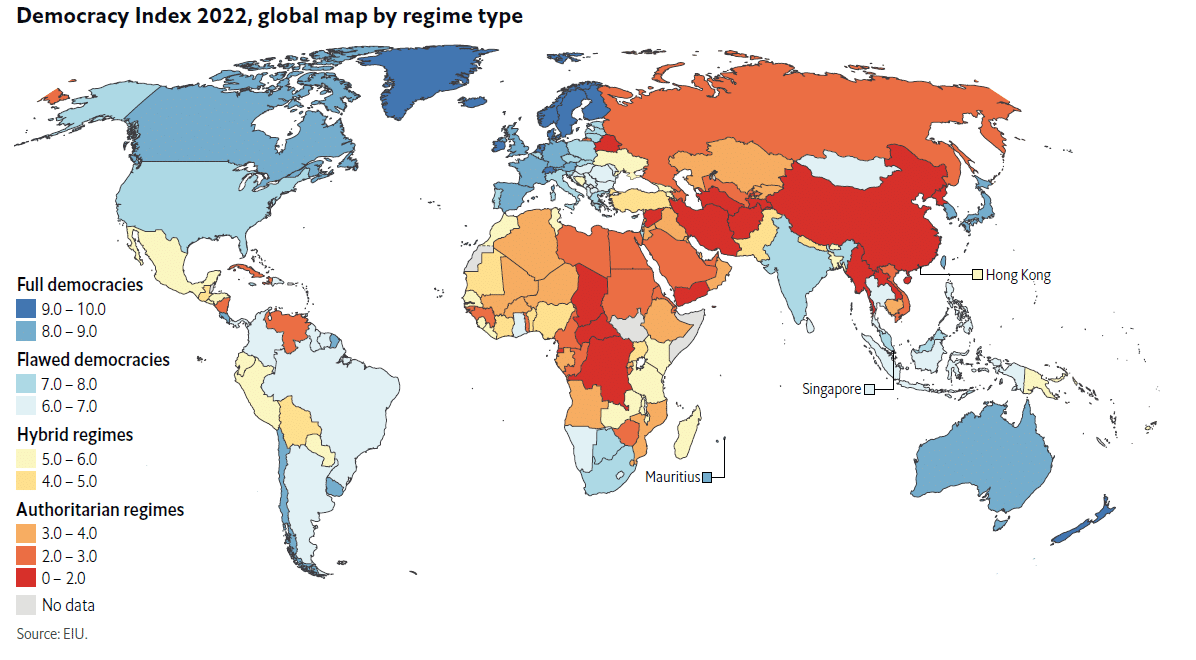 Democracy Index 2022, global map by regime type
Full democracies
9.0 – 10.0
8.0 – 9.0
Flawed democracies
7.0 – 8.0
6.0 – 7.0
Hybrid regimes
5.0 – 6.0
4.0 – 5.0
Authoritarian regimes
3.0 – 4.0
2.0 – 3.0
0 – 2.0
No data
Source: EIU.
Hong Kong
Singapore
Mauritius